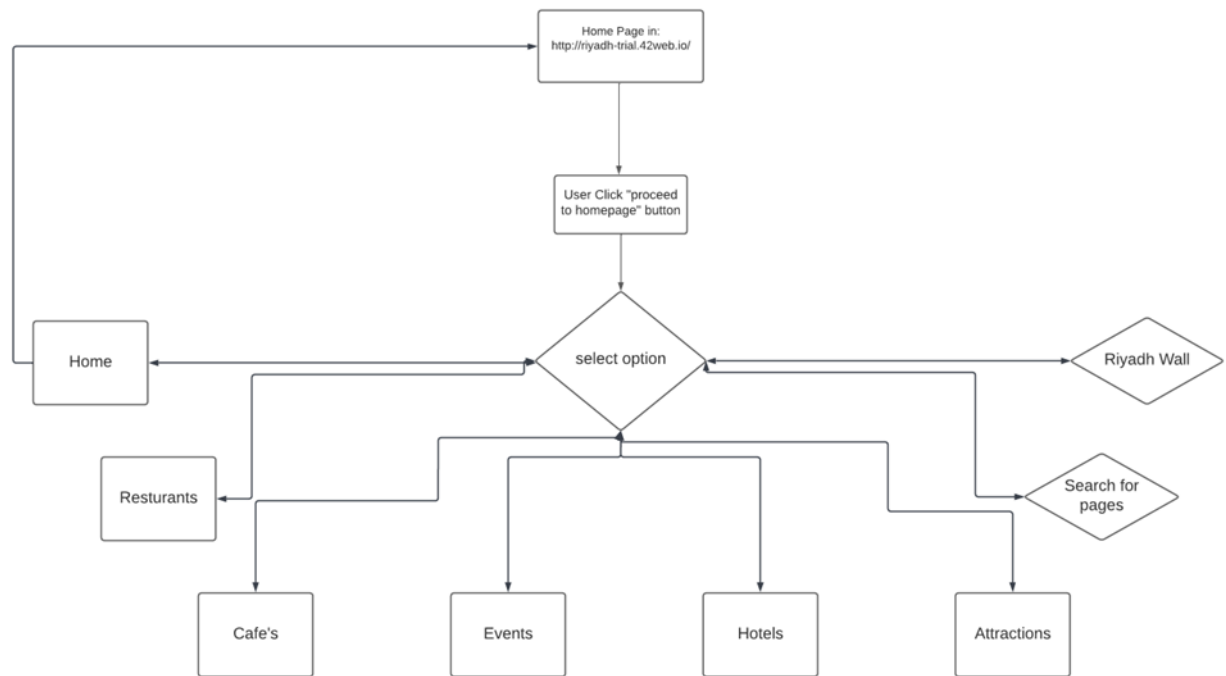 Home Page in:
http://riyadh-trial.42web.io/
User Click "proceed
to homepage" button
select option
Home
Riyadh Wall
Resturants
Search for
pages
Cafe's
Events
Hotels
Attractions